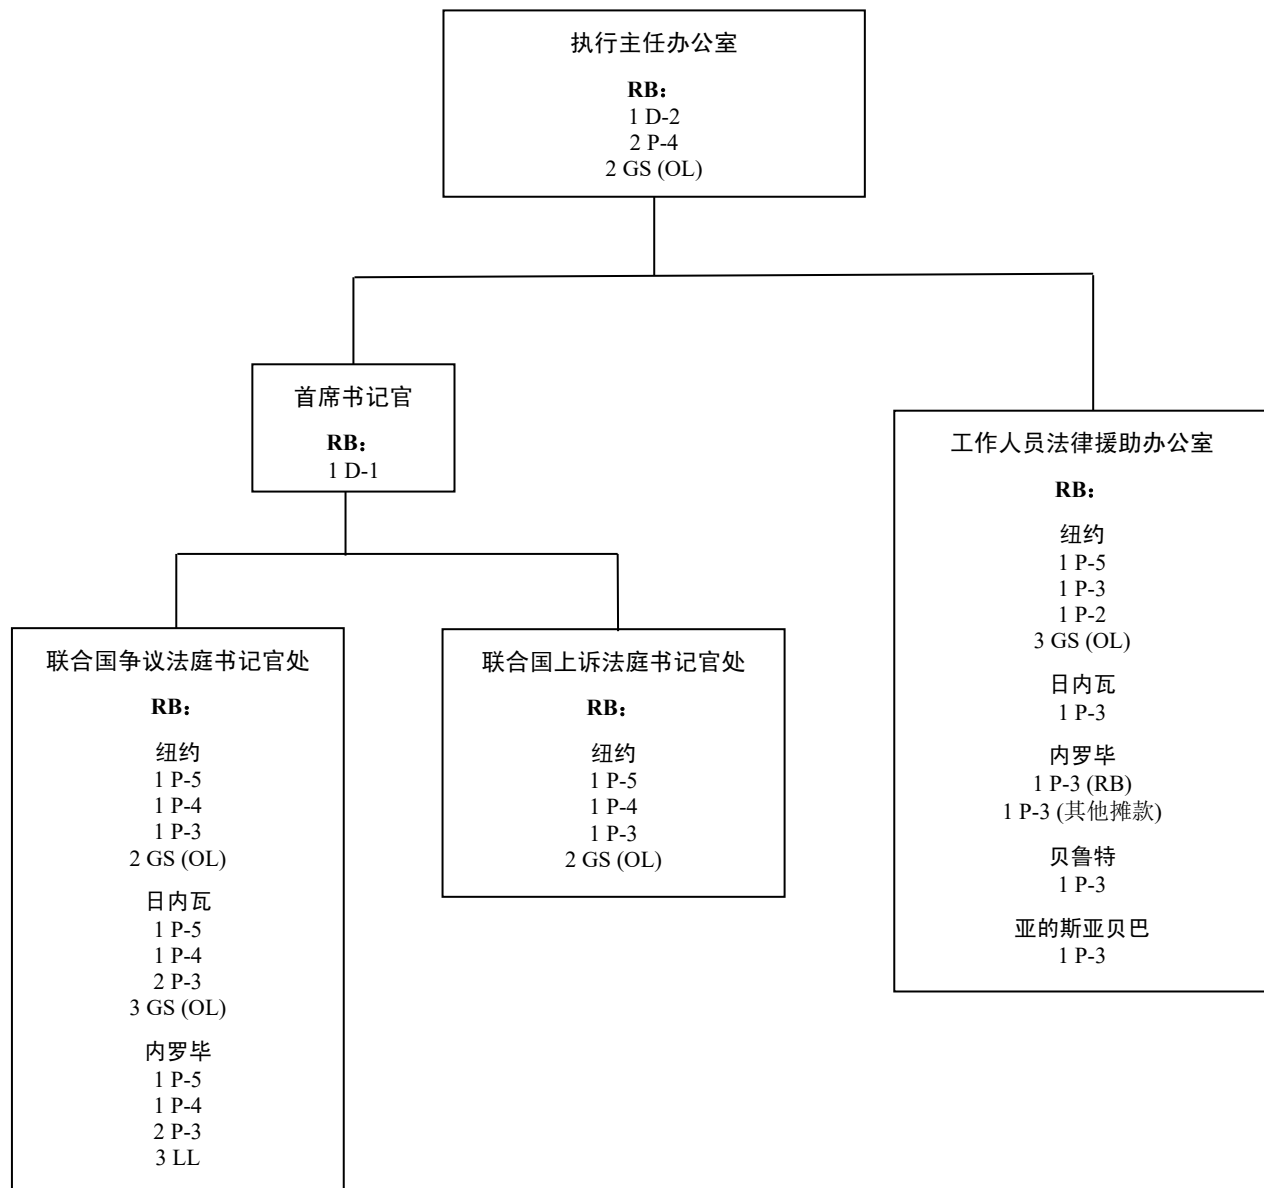 执行主任办公室
RB：
1 D-2
2 P-4
2 GS (OL)
首席书记官
RB：
1 D-1
工作人员法律援助办公室
RB：
纽约
1 P-5
1 P-3
1 P-2
3 GS (OL)
日内瓦
1 P-3
内罗毕
1 P-3 (RB)
1 P-3 (其他摊款)
贝鲁特
1 P-3
亚的斯亚贝巴
1 P-3
联合国争议法庭书记官处
RB：
纽约
1 P-5
1 P-4
1 P-3
2 GS (OL)
日内瓦
1 P-5
1 P-4
2 P-3
3 GS (OL)
内罗毕
1 P-5
1 P-4
2 P-3
3 LL
联合国上诉法庭书记官处
RB：
纽约
1 P-5
1 P-4
1 P-3
2 GS (OL)